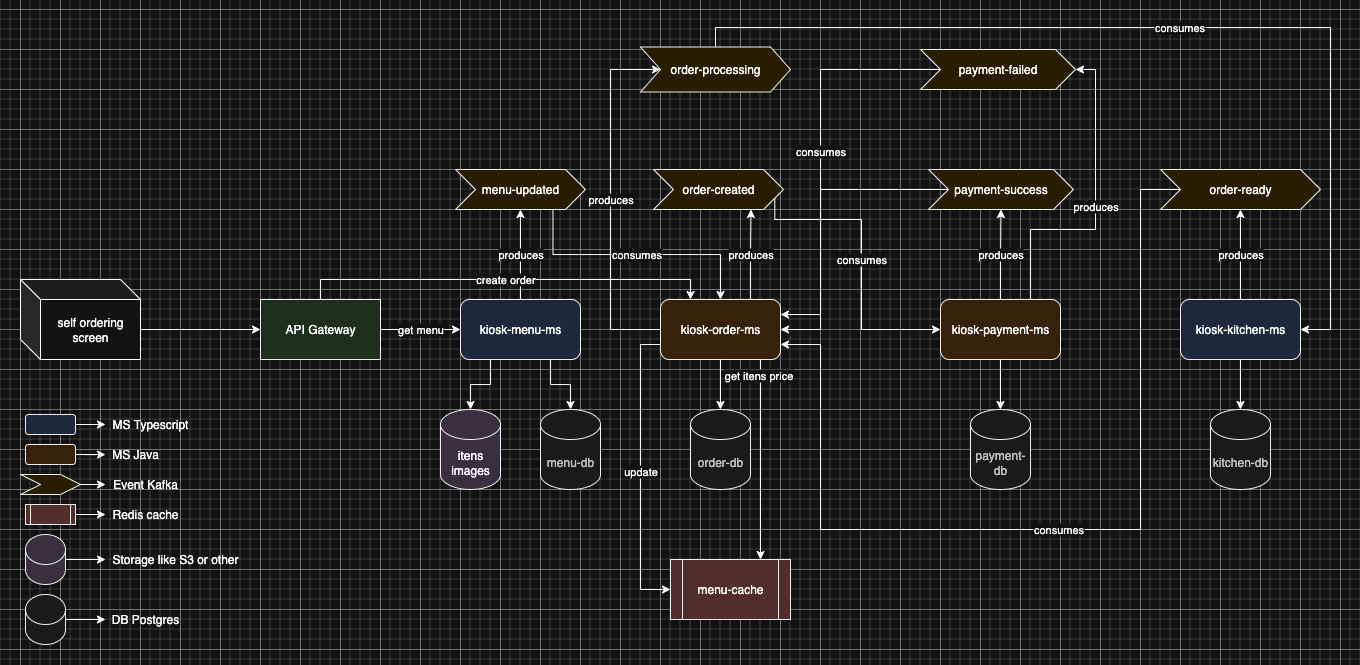 consumes
order-processing
payment-failed
consumes
menu-updated
order-created
payment-success
order-ready
produces
produces
produces
consumes
produces
consumes
produces
produces
create order
self ordering
screen
API Gateway
get menu
kiosk-menu-ms
kiosk-order-ms
kiosk-payment-ms
kiosk-kitchen-ms
get itens price
itens
images
menu-db
order-db
payment-
db
kitchen-db
update
consumes
menu-cache
MS Typescript
MS Java
Event Kafka
Redis cache
Storage like S3 or other
DB Postgres